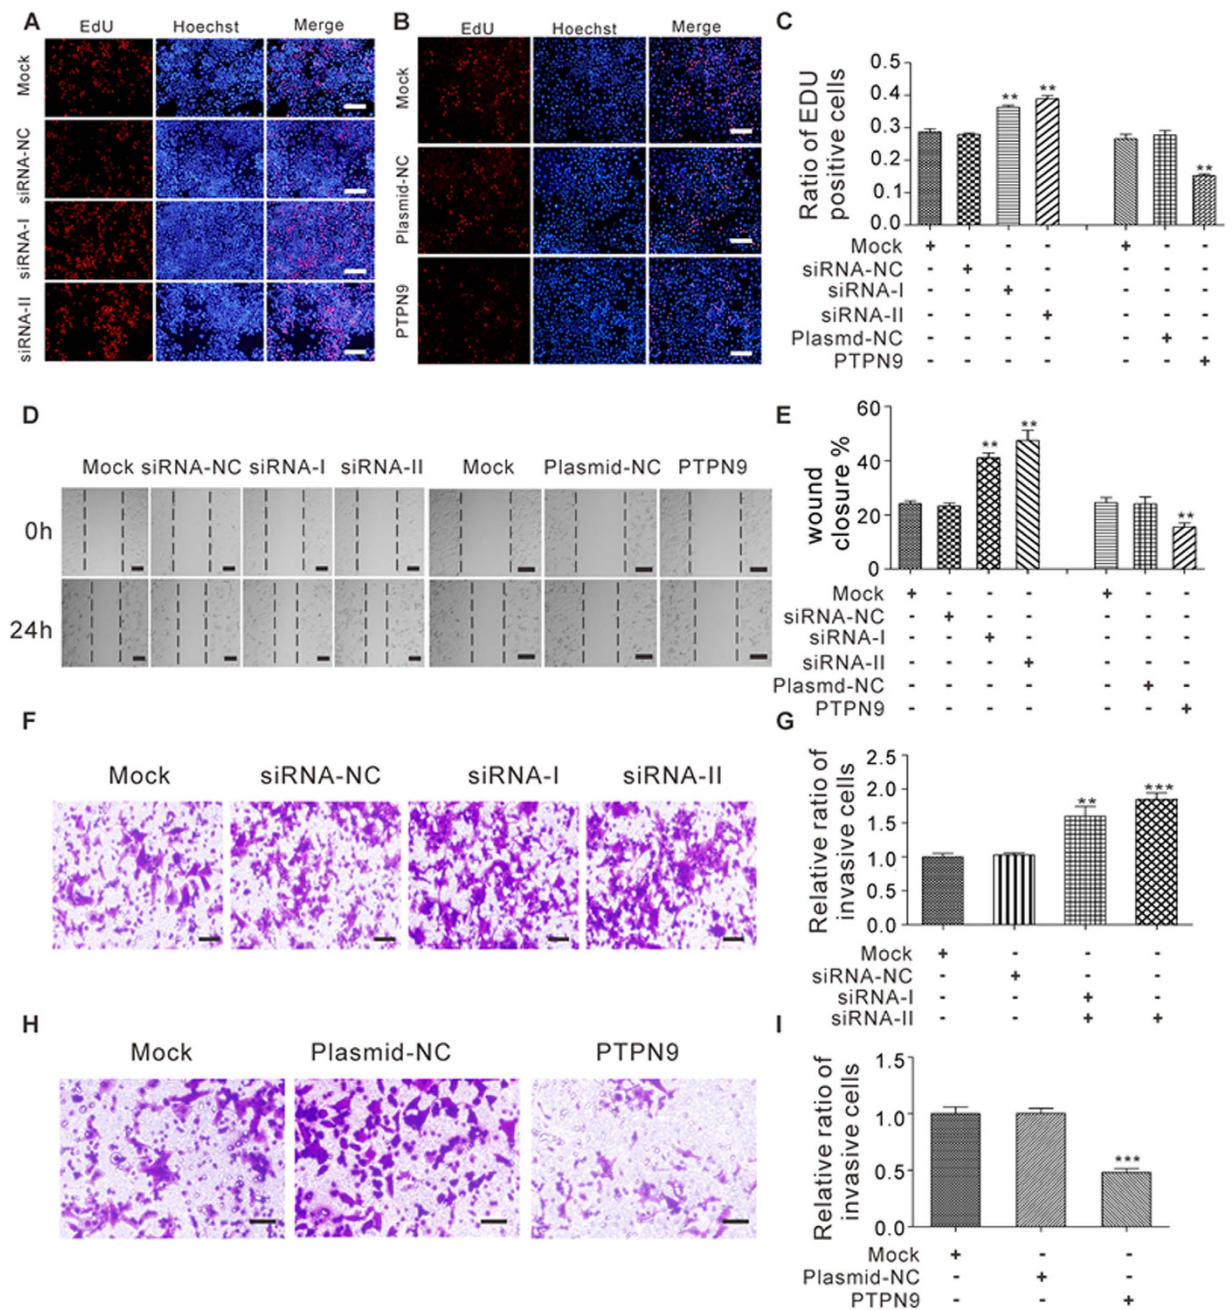 A
EdU Hoechst Merge
Mock
siRNA-NC
siRNA-I
siRNA-II
B
EdU Hoechst Merge
Mock
Plasmid-NC
PTPN9
C
Ratio of EDU
positive cells
0.5
0.4
0.3
0.2
0.1
0.0
** ** **
Mock + - - - + - -
siRNA-NC - + - - - - -
siRNA-I - - + - - - -
siRNA-II - - - + - - -
Plasmd-NC - - - - - + -
PTPN9 - - - - - - +
D
Mock siRNA-NC siRNA-I siRNA-II Mock Plasmid-NC PTPN9
0h
24h
E
wound
closure %
60
40
20
0
** ** **
Mock + - - - + - -
siRNA-NC - + - - - - -
siRNA-I - - + - - - -
siRNA-II - - - + - - -
Plasmd-NC - - - - - + -
PTPN9 - - - - - - +
F
Mock siRNA-NC siRNA-I siRNA-II
G
Relative ratio of
invasive cells
2.5
2.0
1.5
1.0
0.5
0.0
** ***
Mock + - - -
siRNA-NC - + - -
siRNA-I - - + -
siRNA-II - - + +
H
Mock Plasmid-NC PTPN9
I
Relative ratio of
invasive cells
1.5
1.0
0.5
0.0
***
Mock + - -
Plasmid-NC - + -
PTPN9 - - +